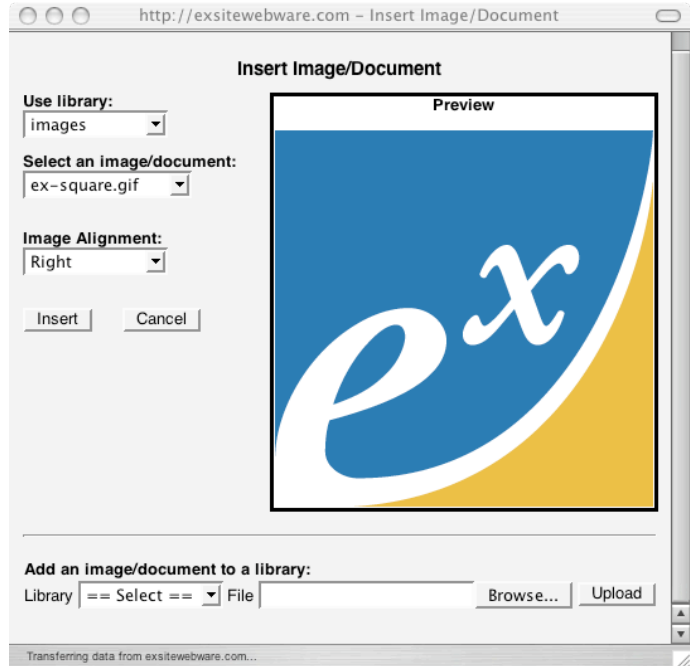 http://exsitewebware.com – Insert Image/Document
Insert Image/Document
Use library:
images
Select an image/document:
ex-square.gif
Image Alignment:
Right
Insert Cancel
Preview
ex
Add an image/document to a library:
Library == Select == File Browse... Upload
Transferring data from exsitewebware.com...